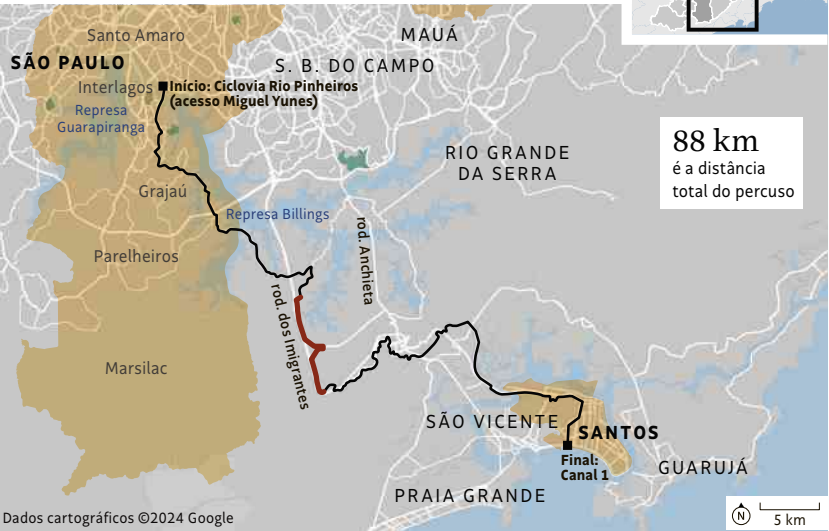 Santo Amaro
MAUÁ
SÃO PAULO
S. B. DO CAMPO
Interlagos
Início: Ciclovia Rio Pinheiros
(acesso Miguel Yunes)
Represa
Guarapiranga
88 km
é a distância
total do percuso
RIO GRANDE
DA SERRA
Grajaú
Represa Billings
rod. Anchieta
Parelheiros
rod. dos Imigrantes
Marsilac
SÃO VICENTE
SANTOS
Final:
Canal 1
GUARUJÁ
PRAIA GRANDE
Dados cartográficos ©2024 Google
N
5 km